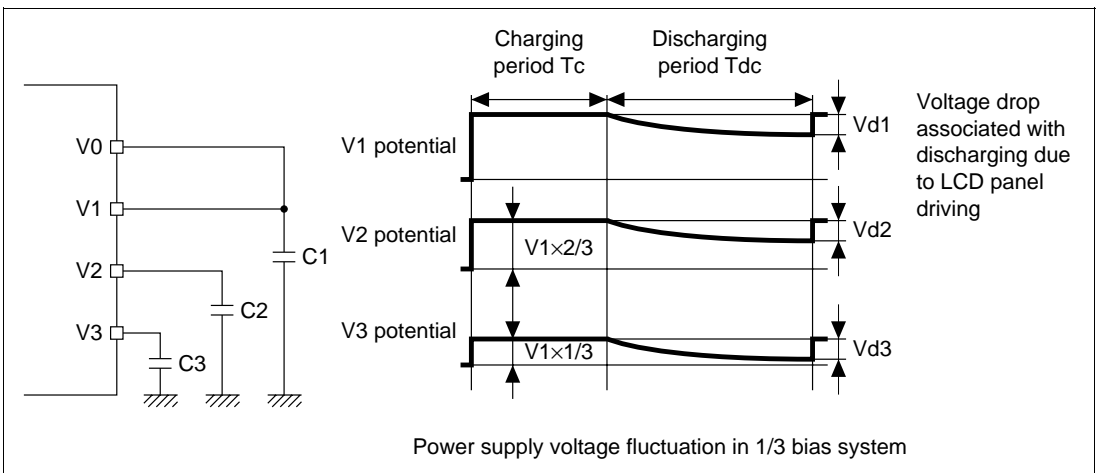 Charging
period Tc
Discharging
period Tdc
V0
V1
V2
V3
C1
C2
C3
V1 potential
Vd1
Voltage drop
associated with
discharging due
to LCD panel
driving
V2 potential
V1×2/3
Vd2
V3 potential
V1×1/3
Vd3
Power supply voltage fluctuation in 1/3 bias system